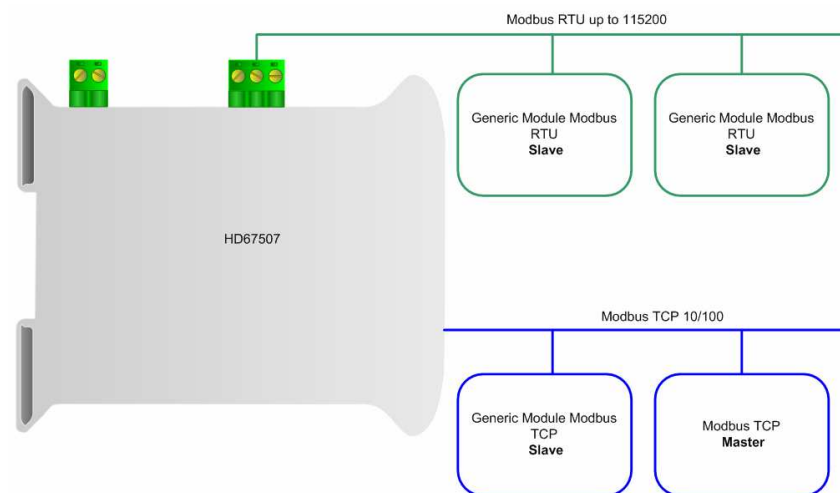 Modbus RTU up to 115200
Generic Module Modbus
RTU
Slave
Generic Module Modbus
RTU
Slave
HD67507
Modbus TCP 10/100
Generic Module Modbus
TCP
Slave
Modbus TCP
Master